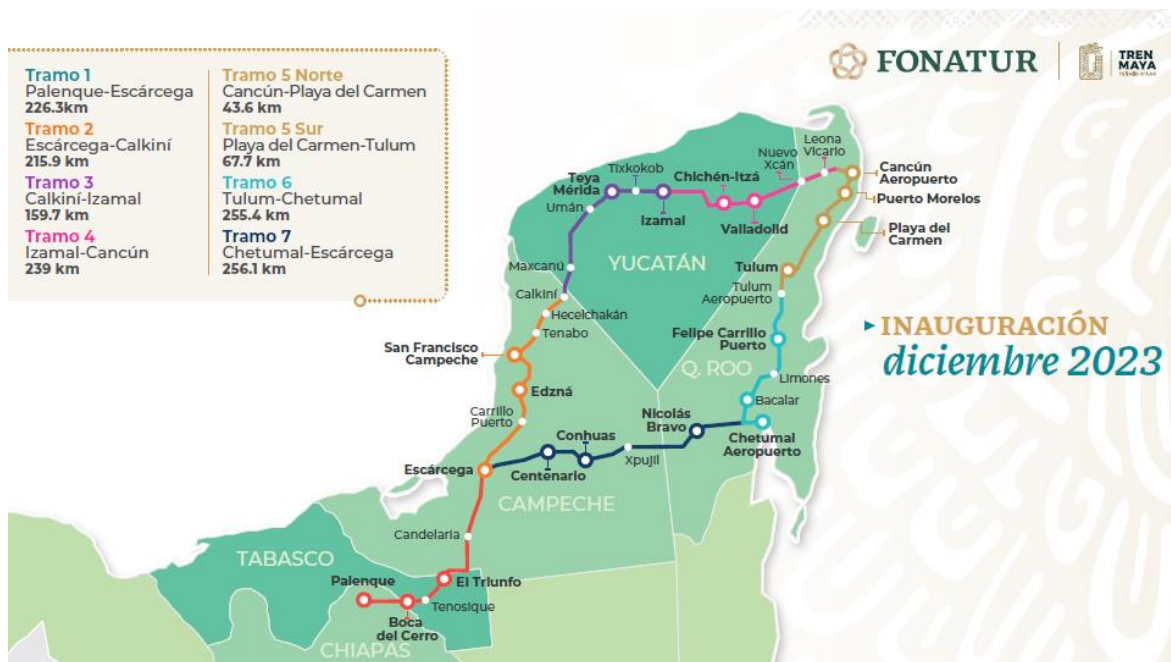 Tramo 1
Palenque-Escárcega
226.3km
Tramo 2
Escárcega-Calkiní
215.9 km
Tramo 3
Calkiní-Izamal
159.7 km
Tramo 4
Izamal-Cancún
239 km
Tramo 5 Norte
Cancún-Playa del Carmen
43.6 km
Tramo 5 Sur
Playa del Carmen-Tulum
67.7 km
Tramo 6
Tulum-Chetumal
255.4 km
Tramo 7
Chetumal-Escárcega
256.1 km
FONATUR
TREN
MAYA
Leona
Vicario
Nuevo
Xcán
Cancún
Aeropuerto
Puerto Morelos
Playa del
Carmen
Chichén-Itzá
Tixkokob
Teya
Mérida
Umán
Izamal
Valladolid
Maxcanú
YUCATÁN
Tulum
Tulum
Aeropuerto
Calkiní
Hecelchakán
Tenabo
San Francisco
Campeche
Felipe Carrillo
Puerto
INAUGURACIÓN
diciembre 2023
Q. ROO
Limones
Edzná
Bacalar
Carrillo
Puerto
Nicolás
Bravo
Conhuas
Chetumal
Aeropuerto
Xpujil
Escárcega
Centenario
CAMPECHE
Candelaria
TABASCO
Palenque
El Triunfo
Tenosique
Boca
del Cerro
CHIAPAS